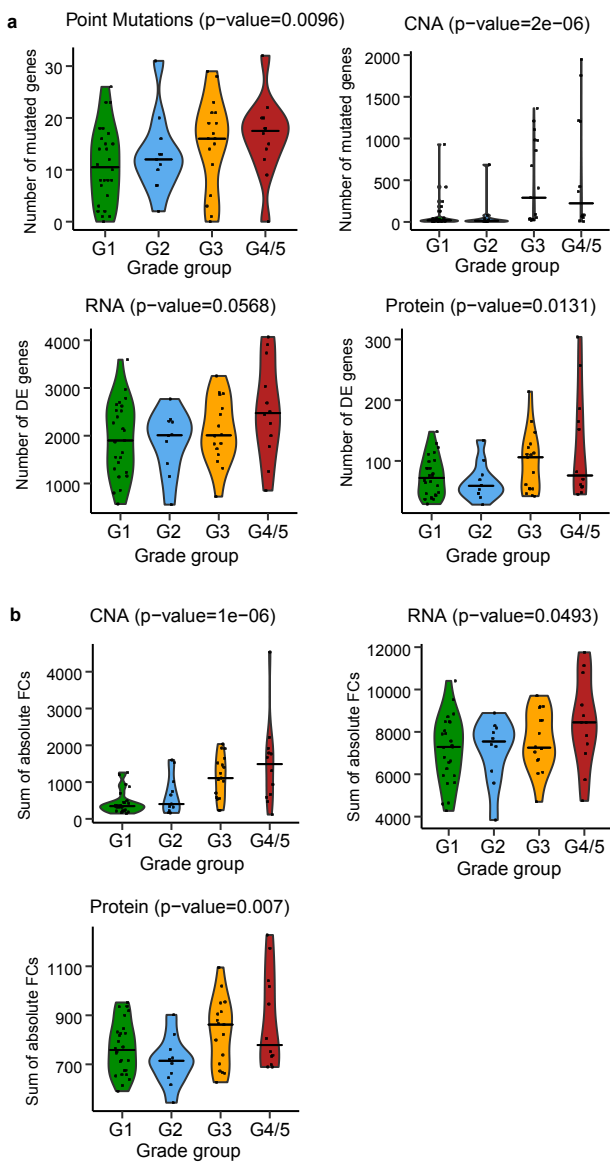 a
Point Mutations (p−value=0.0096)
Number of mutated genes
30
20
10
0
G1 G2 G3 G4/5
Grade group
CNA (p−value=2e−06)
Number of mutated genes
2000
1500
1000
500
0
G1 G2 G3 G4/5
Grade group
RNA (p−value=0.0568)
Number of DE genes
4000
3000
2000
1000
G1 G2 G3 G4/5
Grade group
Protein (p−value=0.0131)
Number of DE genes
300
200
100
G1 G2 G3 G4/5
Grade group
b
CNA (p−value=1e−06)
Sum of absolute FCs
4000
3000
2000
1000
0
G1 G2 G3 G4/5
Grade group
RNA (p−value=0.0493)
Sum of absolute FCs
12000
10000
8000
6000
4000
G1 G2 G3 G4/5
Grade group
Protein (p−value=0.007)
Sum of absolute FCs
1100
900
700
G1 G2 G3 G4/5
Grade group